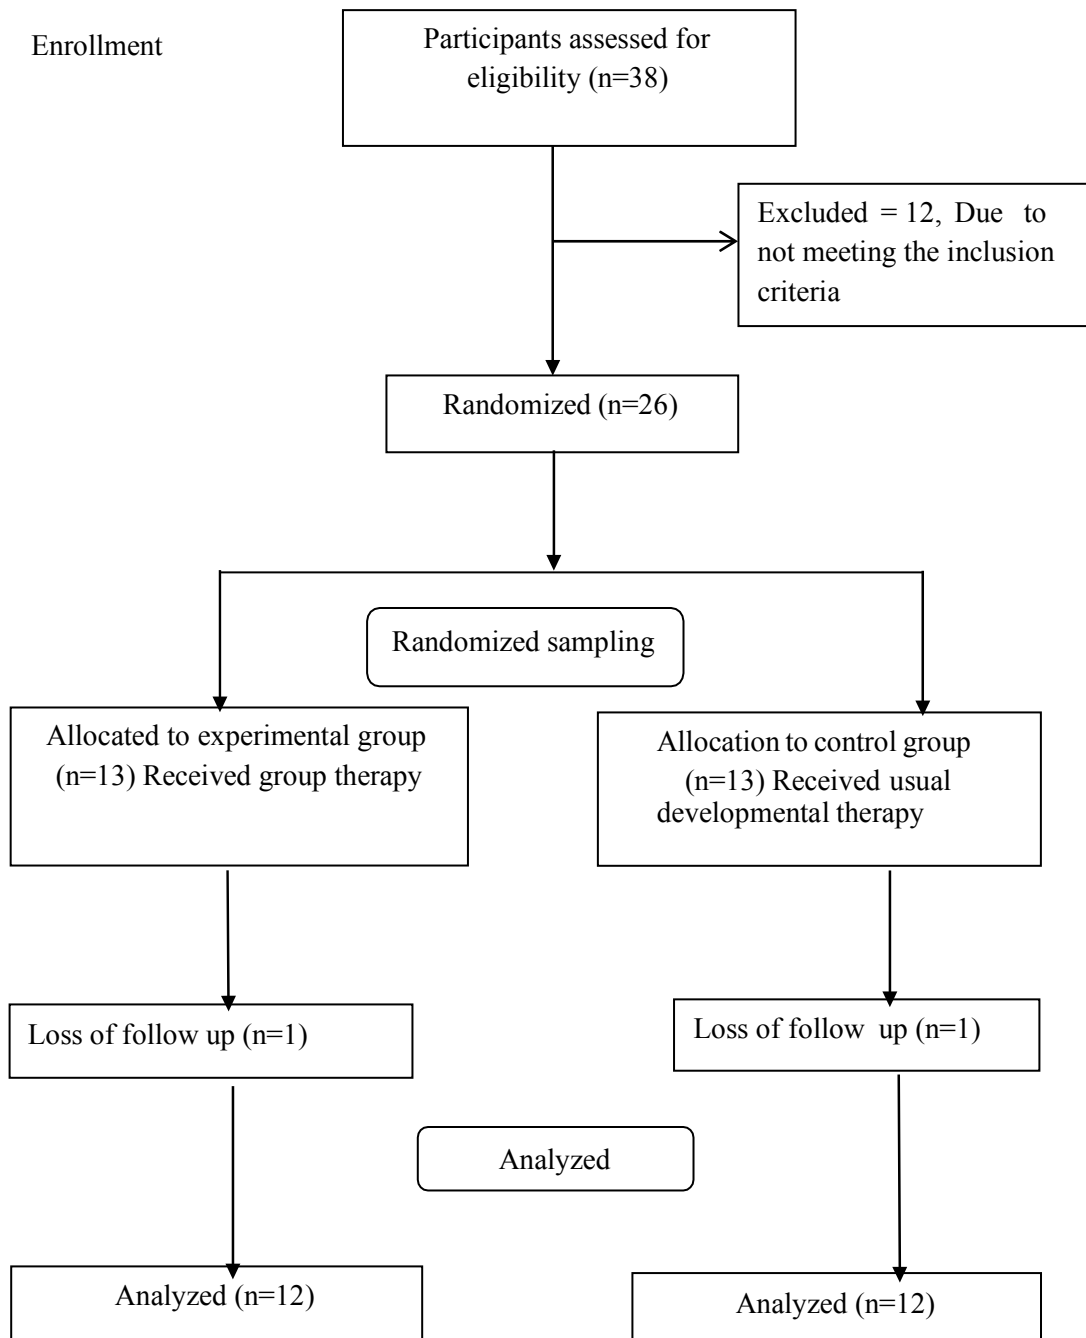 Enrollment
Participants assessed for
eligibility (n=38)
Excluded = 12, Due to
not meeting the inclusion
criteria
Randomized (n=26)
Randomized sampling
Allocated to experimental group
(n=13) Received group therapy
Allocation to control group
(n=13) Received usual
developmental therapy
Loss of follow up (n=1)
Loss of follow up (n=1)
Analyzed
Analyzed (n=12)
Analyzed (n=12)